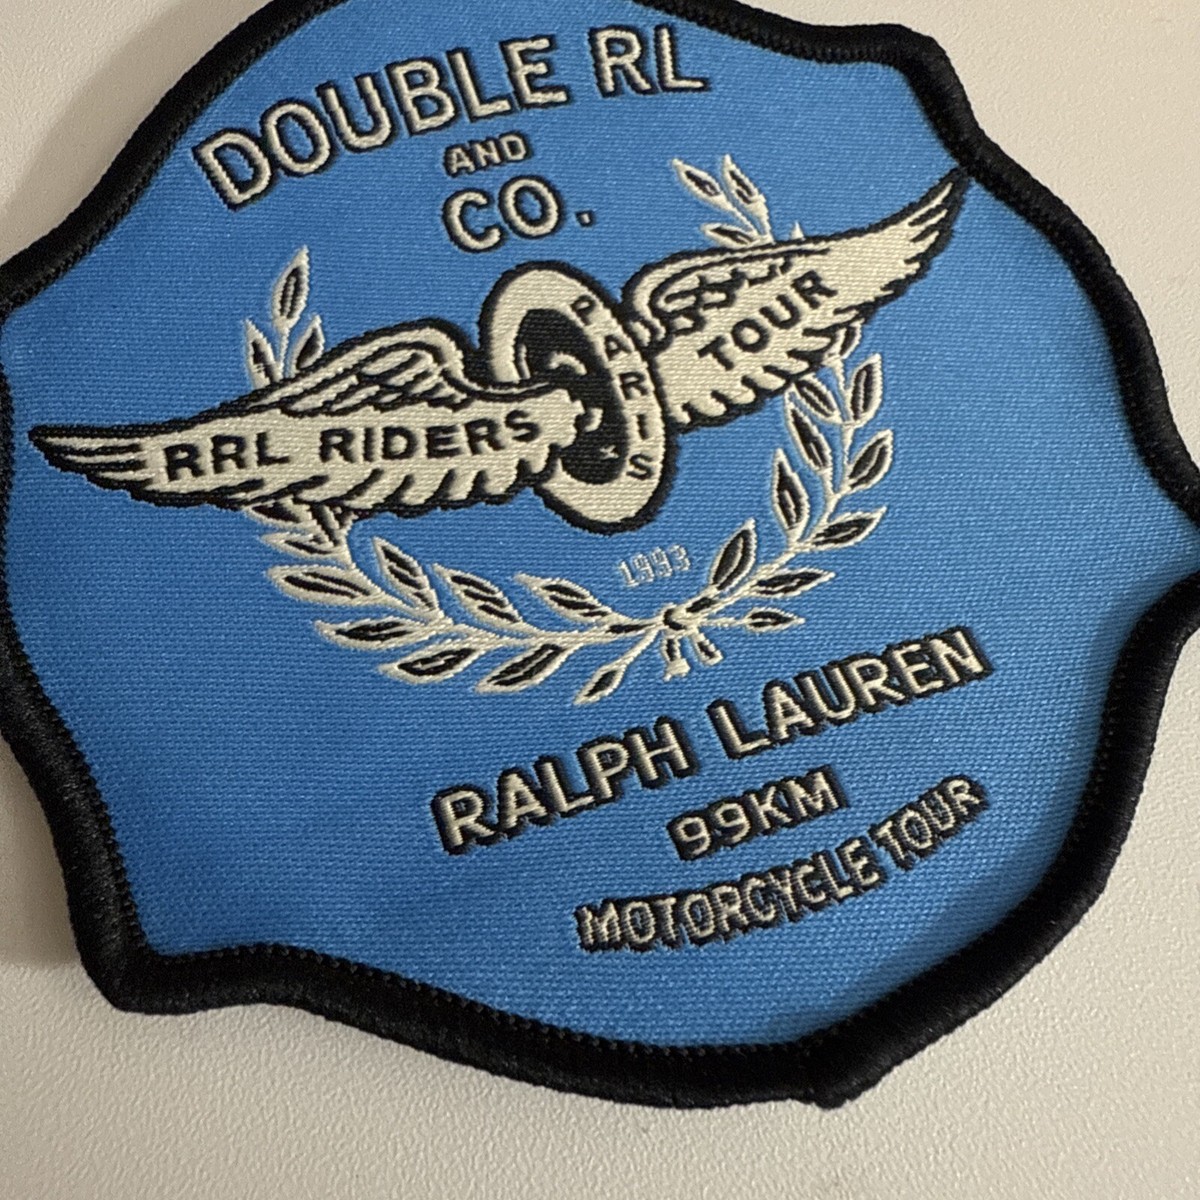 DOUBLE RL
AND
CO.
RRL RIDERS
PARIS
TOUR
1993
RALPH LAUREN
99KM
MOTORCYCLE TOUR